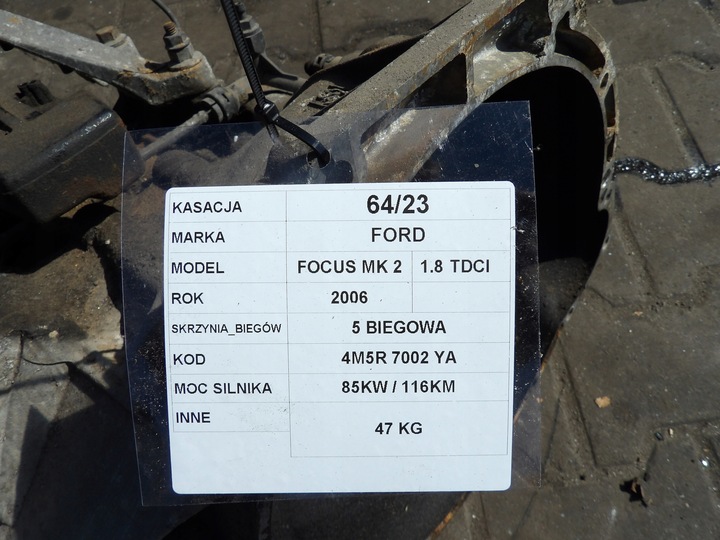 KASACJA 64/23
MARKA FORD
MODEL FOCUS MK 2 1.8 TDCI
ROK 2006
SKRZYNIA_BIEGÓW 5 BIEGOWA
KOD 4M5R 7002 YA
MOC SILNIKA 85KW / 116KM
INNE 47 KG